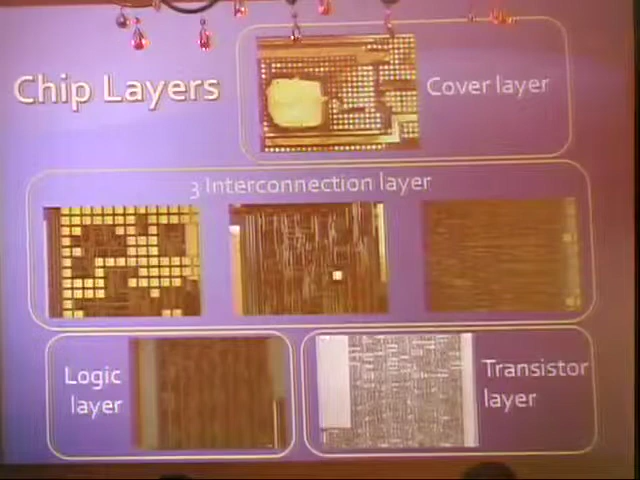 Chip Layers
Cover layer
3 Interconnection layer
Logic
layer
Transistor
layer